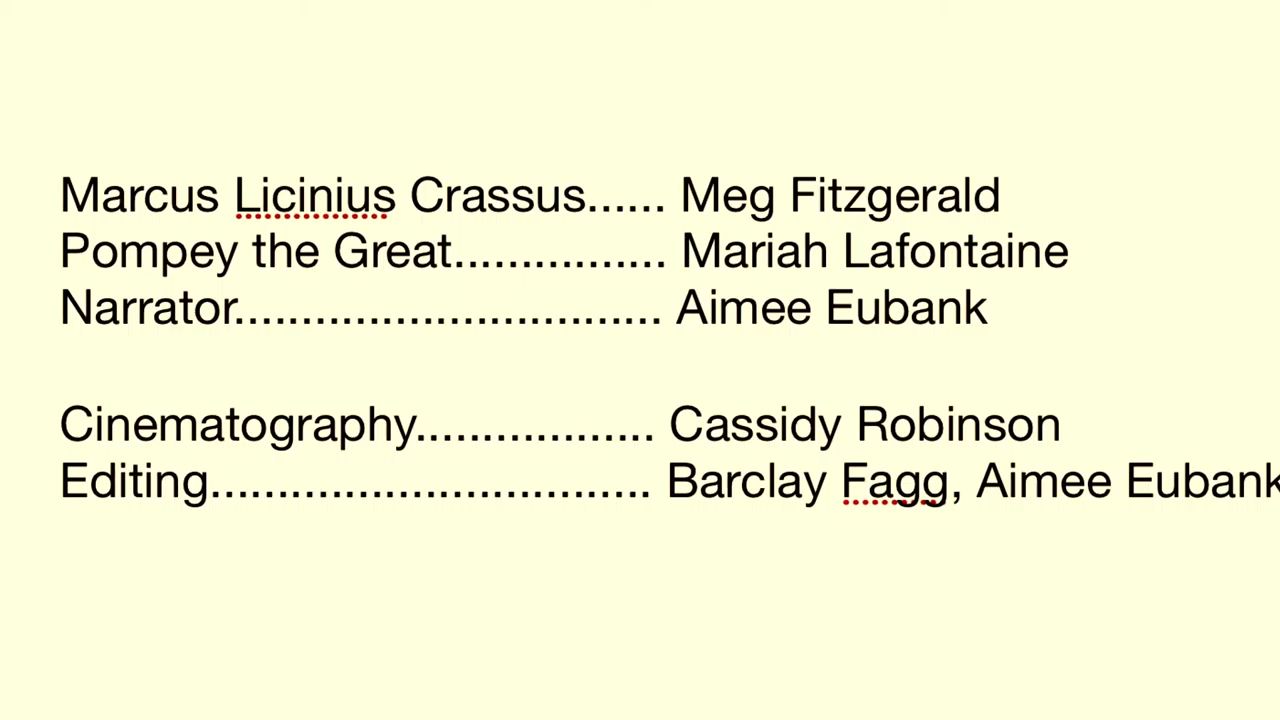 Marcus Licinius Crassus...... Meg Fitzgerald
Pompey the Great................ Mariah Lafontaine
Narrator................................ Aimee Eubank
Cinematography.................. Cassidy Robinson
Editing................................. Barclay Fagg, Aimee Eubank